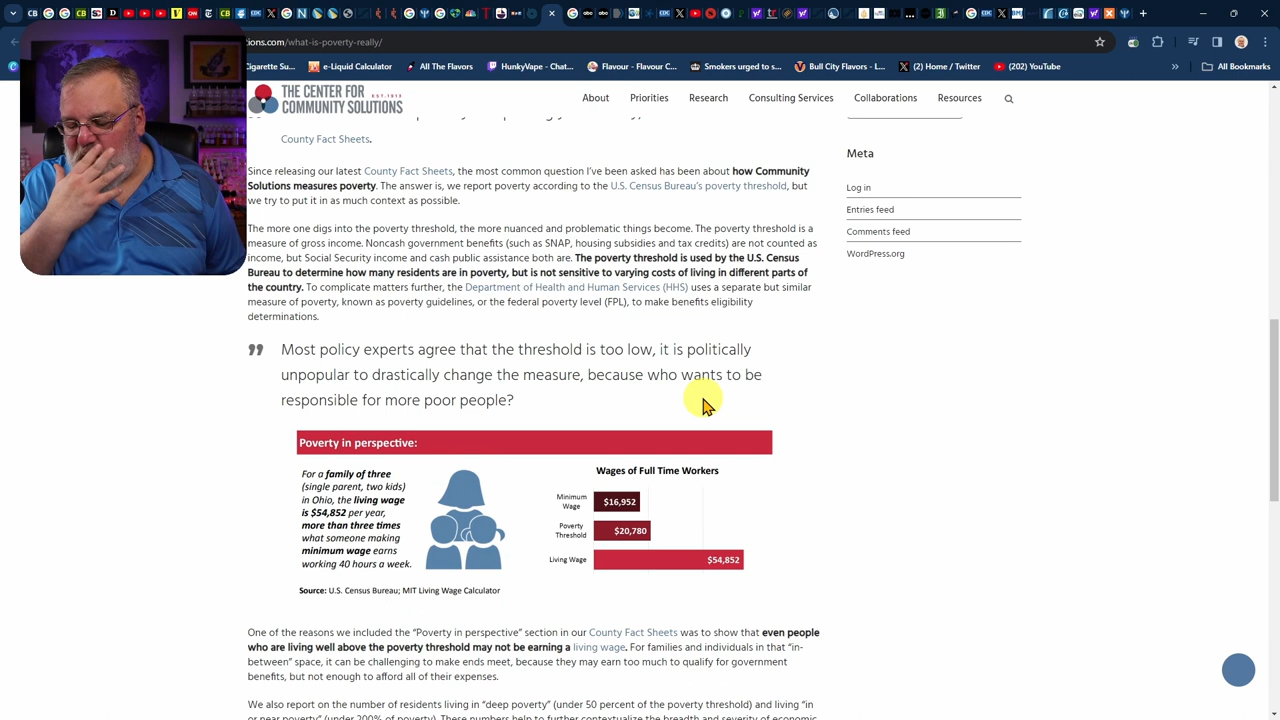 CB
tions.com/what-is-poverty-really/
Cigarette Su...
e-Liquid Calculator
All The Flavors
HunkyVape - Chat...
Flavour – Flavour C...
Smokers urged to s...
Bull City Flavors – L...
(2) Home / Twitter
(202) YouTube
All Bookmarks
THE CENTER FOR
COMMUNITY SOLUTIONS
EST.1913
About
Priorities
Research
Consulting Services
Collaborations
Resources
County Fact Sheets.
Since releasing our latest County Fact Sheets, the most common question I've been asked has been about how Community
Solutions measures poverty. The answer is, we report poverty according to the U.S. Census Bureau's poverty threshold, but
we try to put it in as much context as possible.
The more one digs into the poverty threshold, the more nuanced and problematic things become. The poverty threshold is a
measure of gross income. Noncash government benefits (such as SNAP, housing subsidies and tax credits) are not counted as
income, but Social Security income and cash public assistance both are. The poverty threshold is used by the U.S. Census
Bureau to determine how many residents are in poverty, but is not sensitive to varying costs of living in different parts of
the country. To complicate matters further, the Department of Health and Human Services (HHS) uses a separate but similar
measure of poverty, known as poverty guidelines, or the federal poverty level (FPL), to make benefits eligibility
determinations.
Most policy experts agree that the threshold is too low, it is politically
unpopular to drastically change the measure, because who wants to be
responsible for more poor people?
Poverty in perspective:
For a family of three
(single parent, two kids)
in Ohio, the living wage
is $54,852 per year,
more than three times
what someone making
minimum wage earns
working 40 hours a week.
Wages of Full Time Workers
Minimum
Wage
$16,952
Poverty
Threshold
$20,780
Living Wage
$54,852
Source: U.S. Census Bureau; MIT Living Wage Calculator
One of the reasons we included the "Poverty in perspective" section in our County Fact Sheets was to show that even people
who are living well above the poverty threshold may not be earning a living wage. For families and individuals in that "in-
between" space, it can be challenging to make ends meet, because they may earn too much to qualify for government
benefits, but not enough to afford all of their expenses.
We also report on the number of residents living in "deep poverty" (under 50 percent of the poverty threshold) and living "in
or near poverty" (under 200% of poverty). These numbers help to further contextualize the breadth and severity of economic
Meta
Log in
Entries feed
Comments feed
WordPress.org